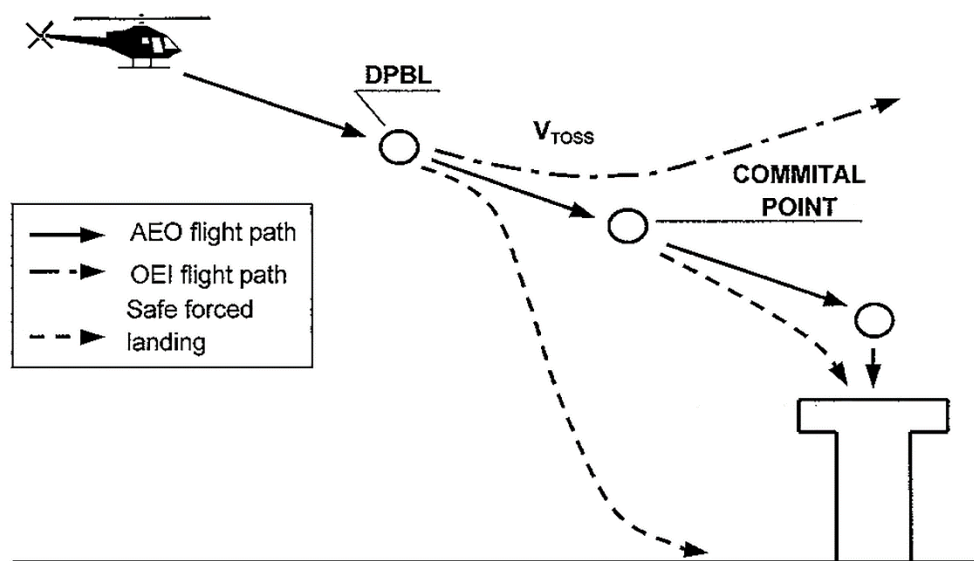 DPBL
VTOSS
COMMITAL
POINT
AEO flight path
OEI flight path
Safe forced
landing